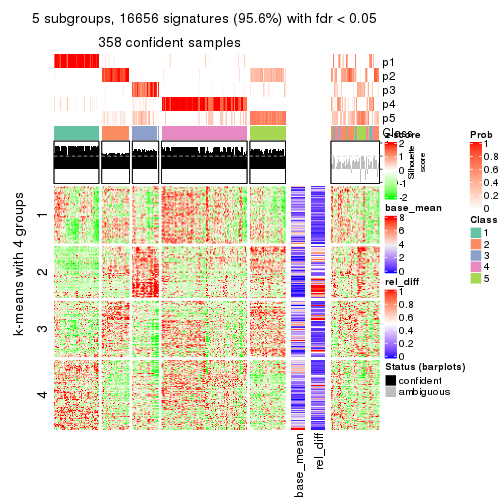 5 subgroups, 16656 signatures (95.6%) with fdr < 0.05
358 confident samples
p1
p2
p3
p4
p5
Class
z-score
2
1
0
-1
-2
Silhouette
score
Prob
1
0.8
0.6
0.4
0.2
0
base_mean
8
6
4
2
0
Class
1
2
3
4
5
rel_diff
1
0.8
0.6
0.4
0.2
0
Status (barplots)
confident
ambiguous
k-means with 4 groups
1
2
3
4
base_mean
rel_diff